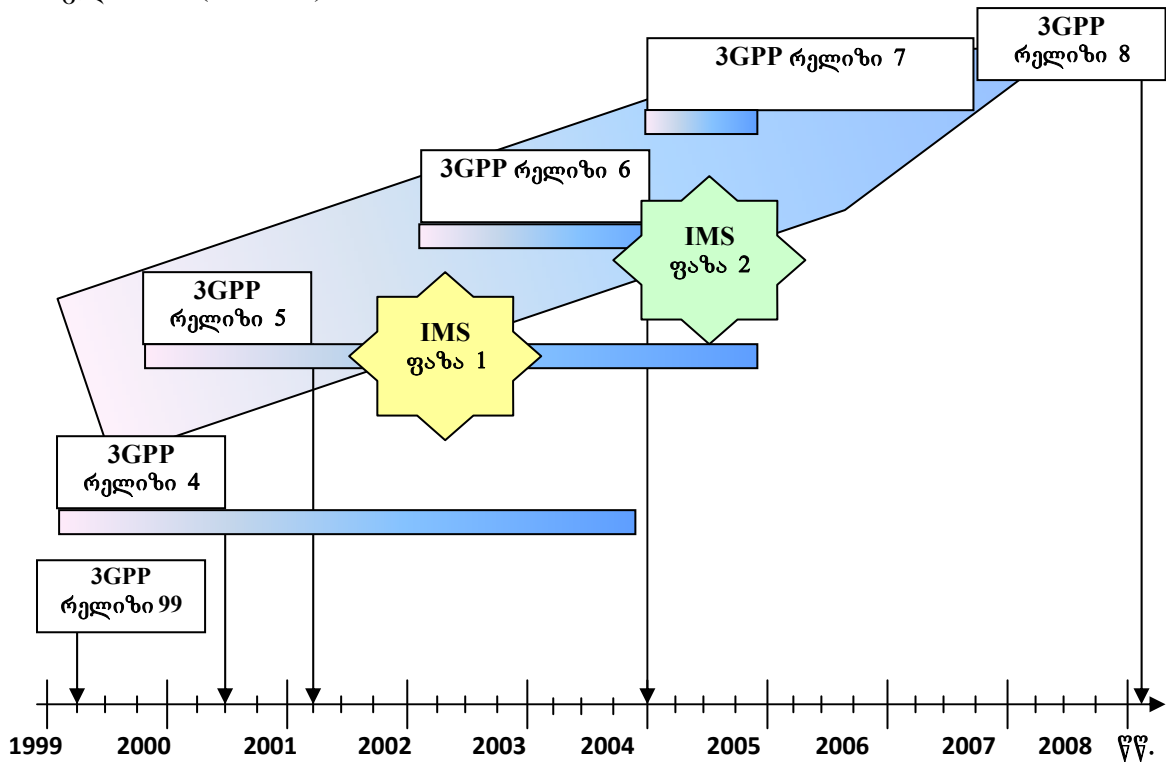 3GPP
რელიზი 8
3GPP რელიზი 7
3GPP რელიზი 6
IMS
ფაზა 2
3GPP
რელიზი 5
IMS
ფაზა 1
3GPP
რელიზი 4
3GPP
რელიზი 99
1999 2000 2001 2002 2003 2004 2005 2006 2007 2008 წწ.